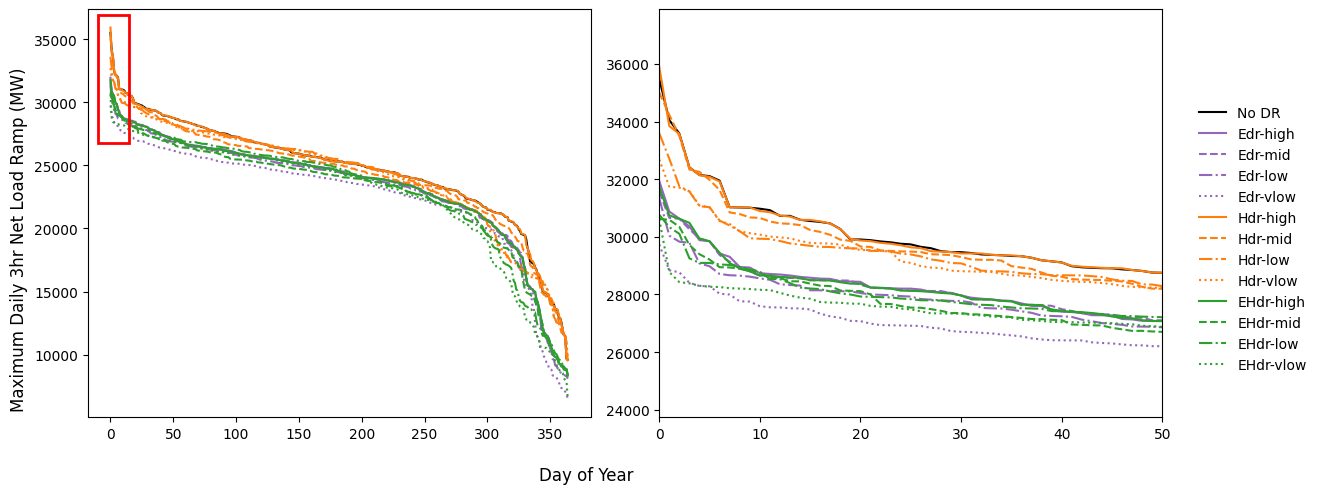 Maximum Daily 3hr Net Load Ramp (MW)
35000
30000
25000
20000
15000
10000
0 50 100 150 200 250 300 350
36000
34000
32000
30000
28000
26000
24000
0 10 20 30 40 50
Day of Year
No DR
Edr-high
Edr-mid
Edr-low
Edr-vlow
Hdr-high
Hdr-mid
Hdr-low
Hdr-vlow
EHdr-high
EHdr-mid
EHdr-low
EHdr-vlow